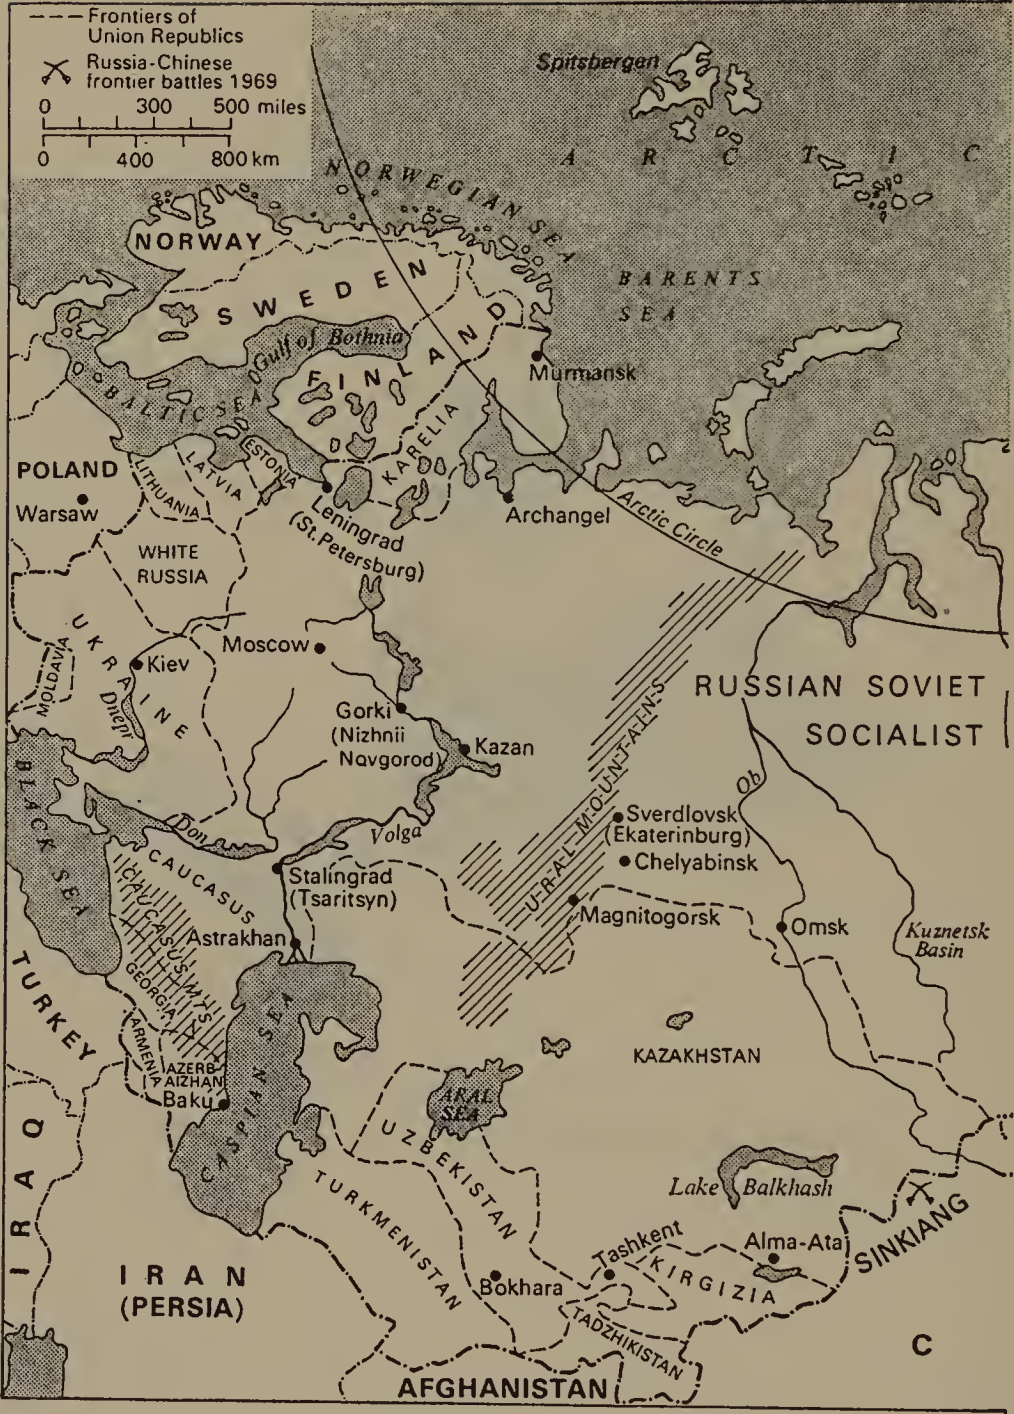 Frontiers of
Union Republics
Russia-Chinese
frontier battles 1969
0 300 500 miles
0 400 800 km
Spitsbergen
A R C T I C
NORWEGIAN SEA
NORWAY
BARENTS
SEA
SWEDEN
Gulf of Bothnia
FINLAND
Murmansk
BALTIC SEA
KARELIA
ESTONIA
LATVIA
LITHUANIA
POLAND
Warsaw
Leningrad
(St. Petersburg)
Archangel
Arctic Circle
WHITE
RUSSIA
UKRAINE
Moscow
MOLDAVIA
Kiev
Dnepr
Gorki
(Nizhnii
Novgorod)
Kazan
RUSSIAN SOVIET
SOCIALIST
URAL MOUNTAINS
Ob
BLACK SEA
Don
Volga
Sverdlovsk
(Ekaterinburg)
Chelyabinsk
CAUCASUS
CAUCASUS MTS
Stalingrad
(Tsaritsyn)
Magnitogorsk
Omsk
Kuznetsk
Basin
Astrakhan
TURKEY
GEORGIA
ARMENIA
AZERB-
AIZHAN
Baku
CASPIAN SEA
KAZAKHSTAN
ARAL
SEA
IRAQ
UZBEKISTAN
TURKMENISTAN
Lake Balkhash
SINKIANG
Tashkent
Alma-Ata
KIRGIZIA
Bokhara
IRAN
(PERSIA)
TADZHIKISTAN
C
AFGHANISTAN